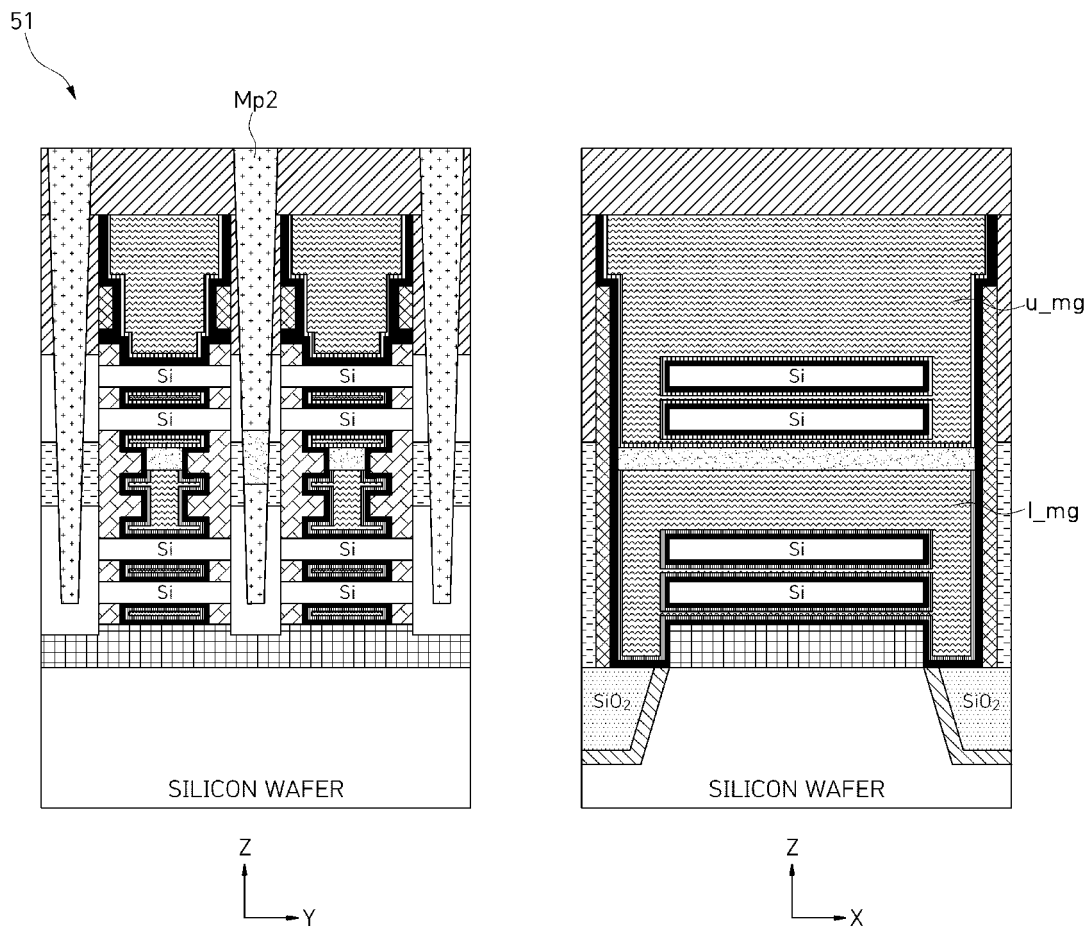 51
Mp2
Si
Si
Si
Si
Si
Si
Si
Si
SILICON WAFER
Z
Y
u_mg
Si
Si
l_mg
Si
Si
SiO₂
SiO₂
SILICON WAFER
Z
X